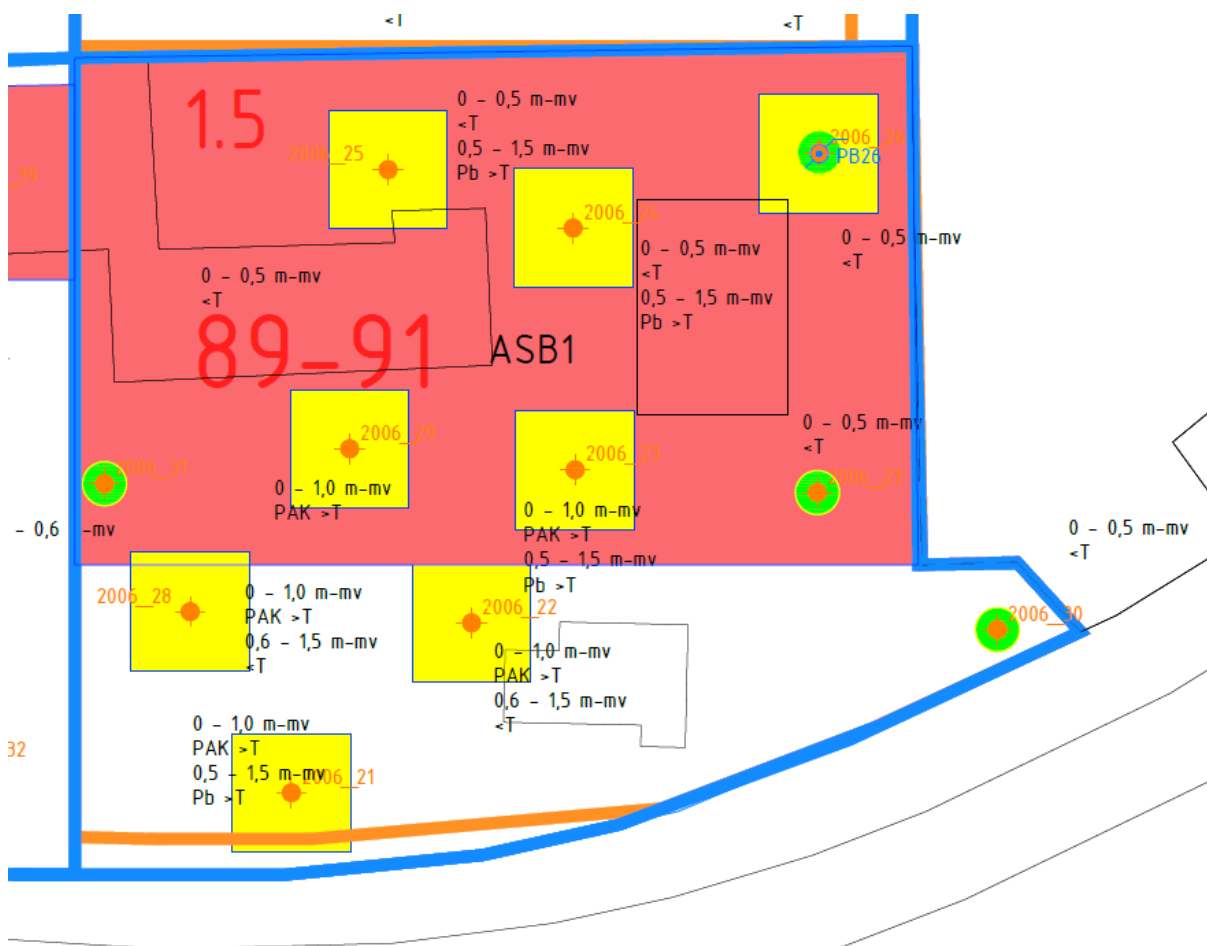 <T
<T
1.5
0 - 0,5 m-mv
<T
0,5 - 1,5 m-mv
Pb >T
2006_25
2006_26
PB26
_39
2006_24
0 - 0,5 m-mv
<T
0,5 - 1,5 m-mv
Pb >T
0 - 0,5 m-mv
<T
0 - 0,5 m-mv
<T
89-91
ASB1
2006_29
2006_23
0 - 0,5 m-mv
<T
2006_31
2006_27
0 - 1,0 m-mv
PAK >T
0 - 1,0 m-mv
PAK >T
0,5 - 1,5 m-mv
Pb >T
- 0,6 -mv
0 - 0,5 m-mv
<T
2006_28
0 - 1,0 m-mv
PAK >T
0,6 - 1,5 m-mv
<T
2006_22
2006_30
0 - 1,0 m-mv
PAK >T
0,6 - 1,5 m-mv
<T
0 - 1,0 m-mv
PAK >T
0,5 - 1,5 m-mv
Pb >T
2006_21
32